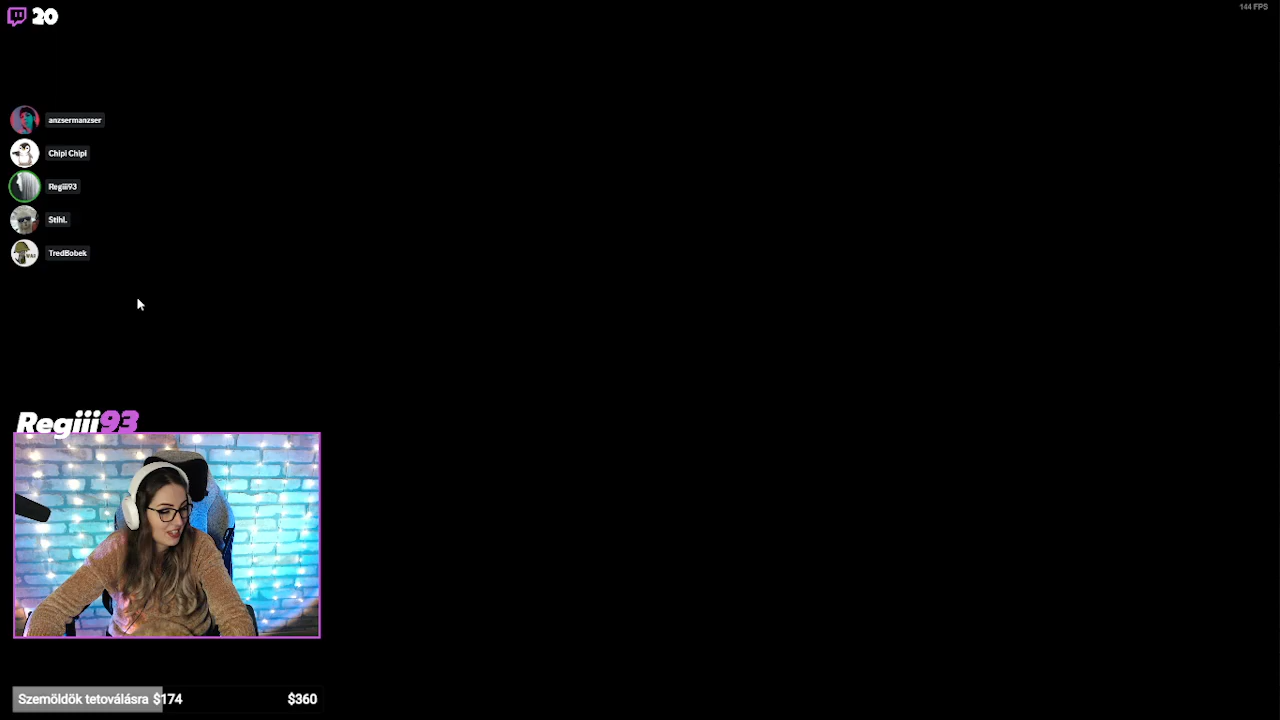 20
144 FPS
anzsermanzser
Chipi Chipi
Regiii93
Stihl.
TredBobek
Regiii93
Szemöldök tetoválásra $174
$360